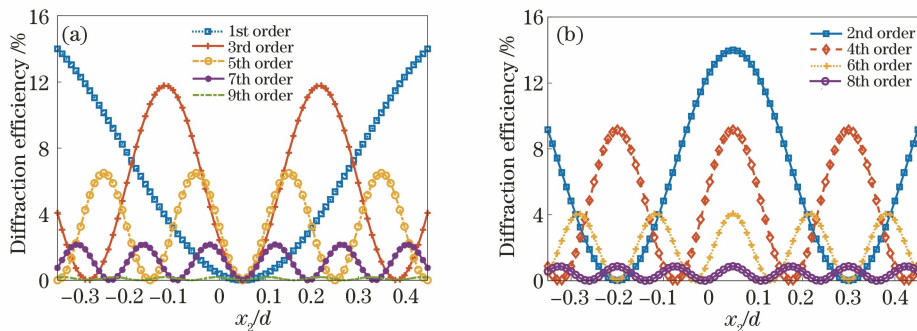 (a)
Diffraction efficiency /%
16
12
8
4
0
1st order
3rd order
5th order
7th order
9th order
−0.3 −0.2 −0.1 0 0.1 0.2 0.3 0.4
x₂/d
(b)
Diffraction efficiency /%
16
12
8
4
0
2nd order
4th order
6th order
8th order
−0.3 −0.2 −0.1 0 0.1 0.2 0.3 0.4
x₂/d